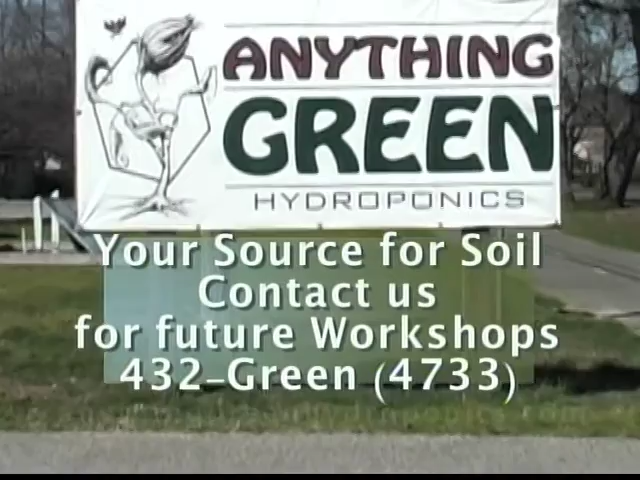 ANYTHING
GREEN
HYDROPONICS
Your Source for Soil
Contact us
for future Workshops
432-Green (4733)